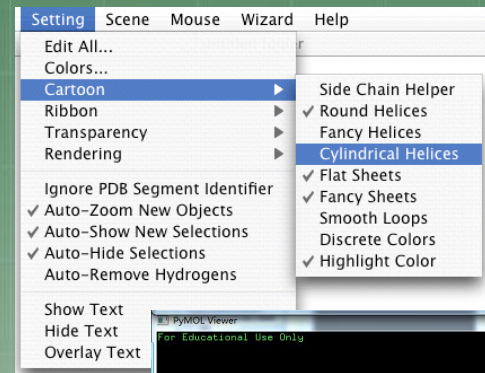 Setting Scene Mouse Wizard Help
Edit All...
Colors...
Cartoon
Ribbon
Transparency
Rendering
Ignore PDB Segment Identifier
Auto-Zoom New Objects
Auto-Show New Selections
Auto-Hide Selections
Auto-Remove Hydrogens
Show Text
Hide Text
Overlay Text
Side Chain Helper
Round Helices
Fancy Helices
Cylindrical Helices
Flat Sheets
Fancy Sheets
Smooth Loops
Discrete Colors
Highlight Color
PyMOL Viewer
For Educational Use Only